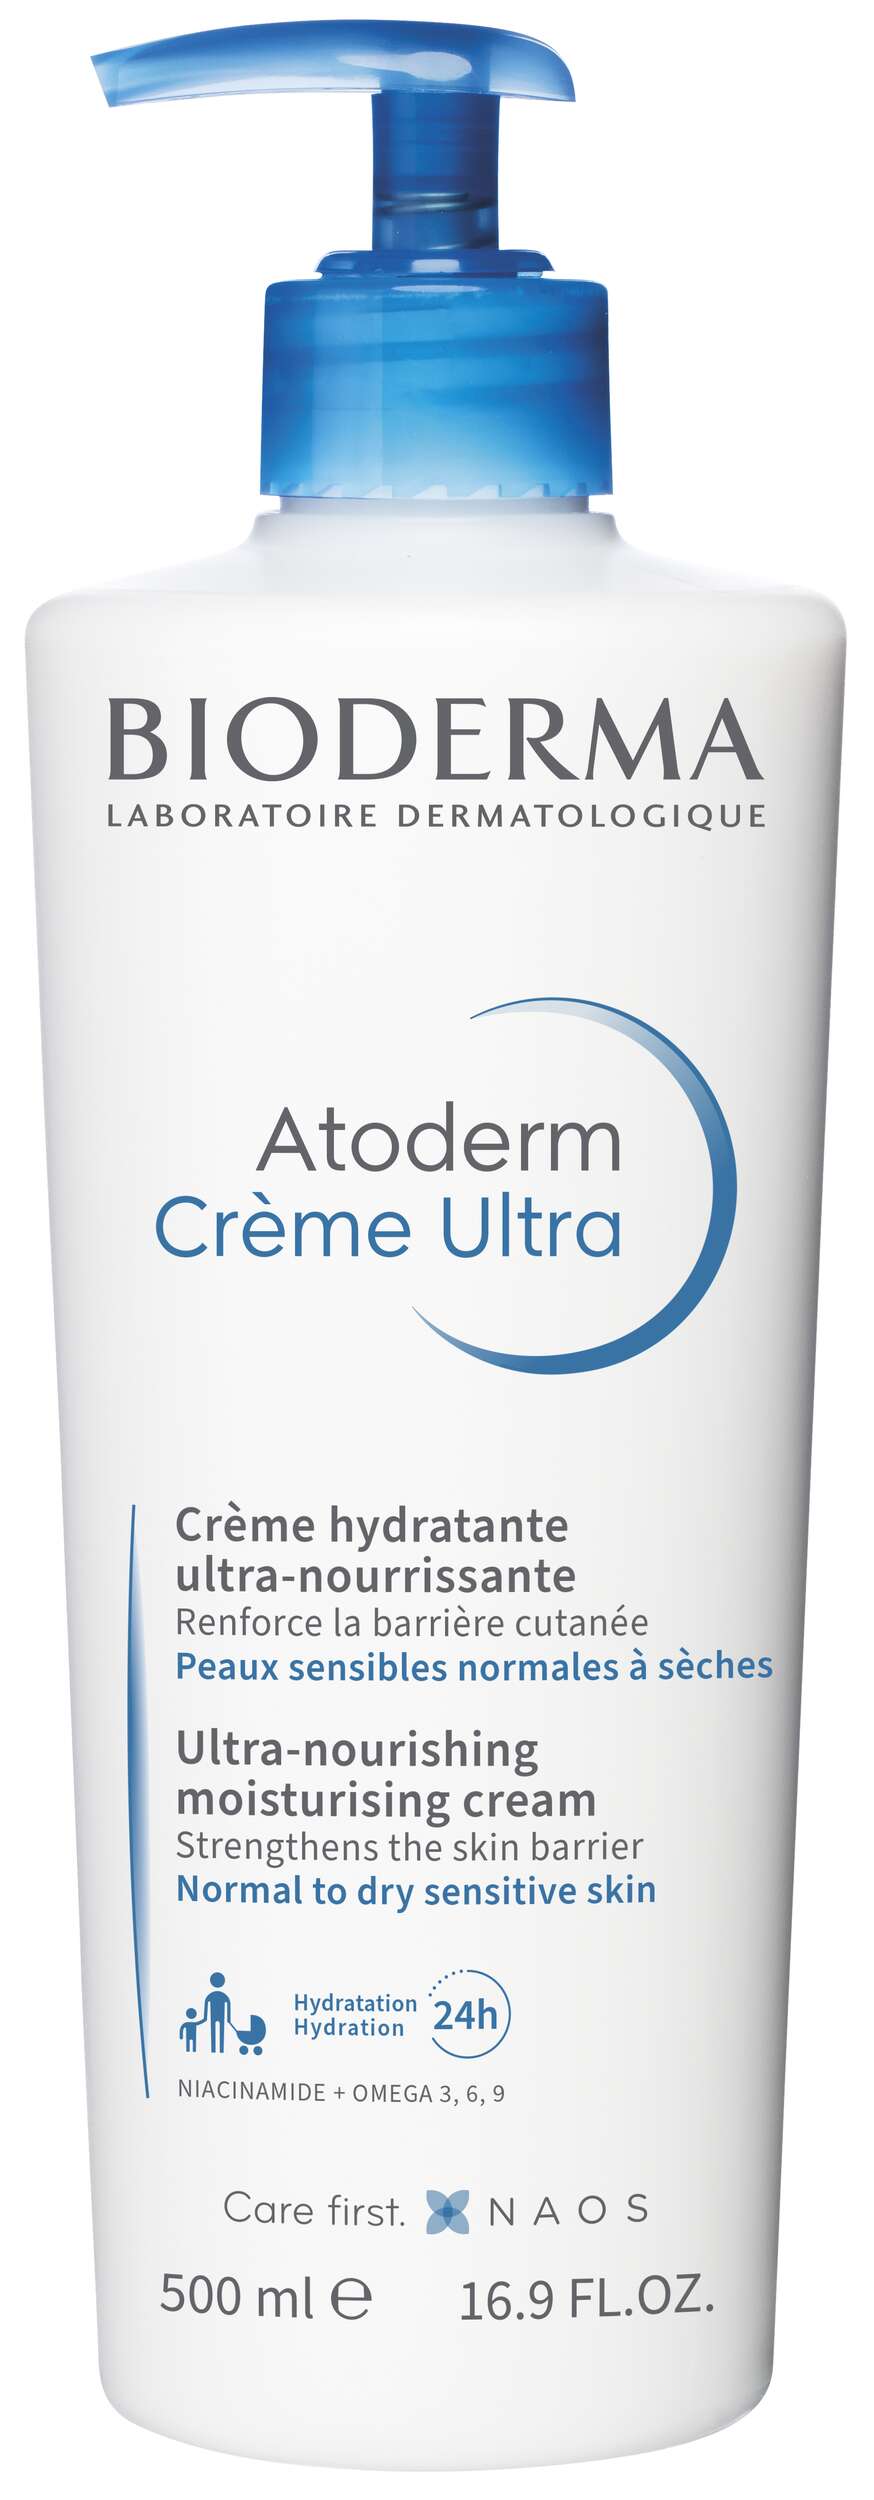 BIODERMA
LABORATOIRE DERMATOLOGIQUE
Atoderm
Crème Ultra
Crème hydratante
ultra-nourrissante
Renforce la barrière cutanée
Peaux sensibles normales à sèches
Ultra-nourishing
moisturising cream
Strengthens the skin barrier
Normal to dry sensitive skin
Hydratation
Hydration
24h
NIACINAMIDE + OMEGA 3, 6, 9
Care first. NAOS
500 ml ℮ 16.9 FL.OZ.